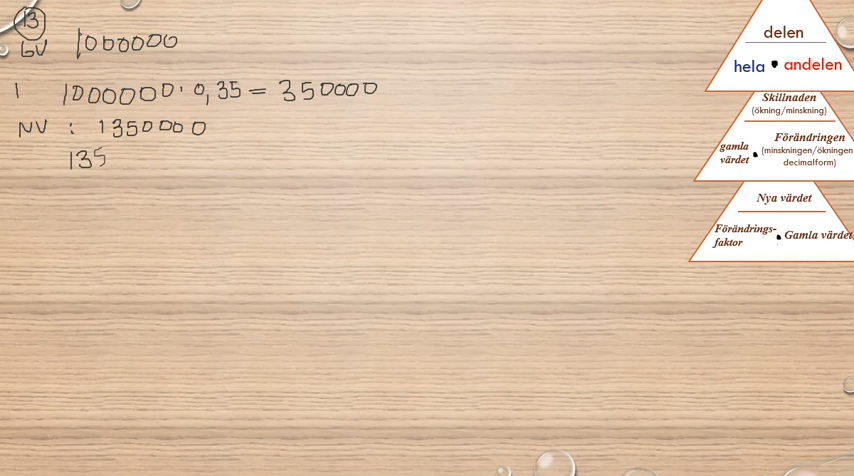 13
GV 1000000
1 1000000 · 0,35 = 350000
NV : 1350000
135
delen
hela • andelen
Skillnaden
(ökning/minskning)
gamla värdet • Förändringen
(minskningen/ökningen
decimalform)
Nya värdet
Förändrings-
faktor • Gamla värdet